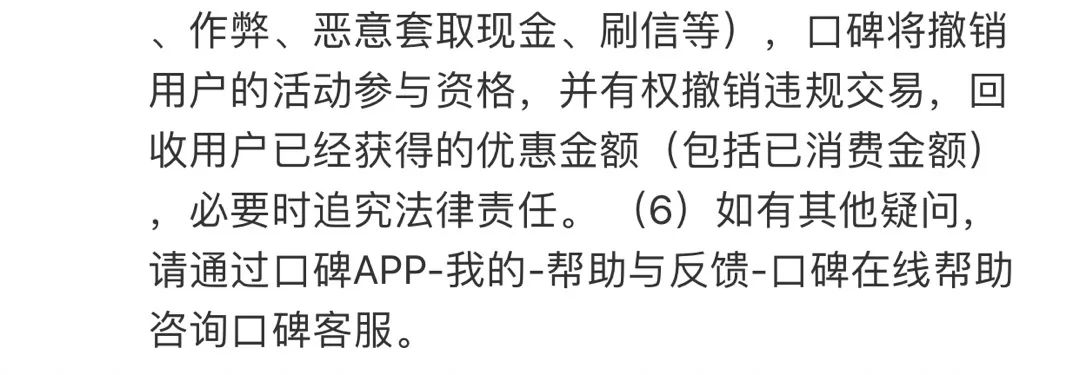 、作弊、恶意套取现金、刷信等），口碑将撤销
用户的活动参与资格，并有权撤销违规交易，回
收用户已经获得的优惠金额（包括已消费金额）
，必要时追究法律责任。（6）如有其他疑问，
请通过口碑APP-我的-帮助与反馈-口碑在线帮助
咨询口碑客服。